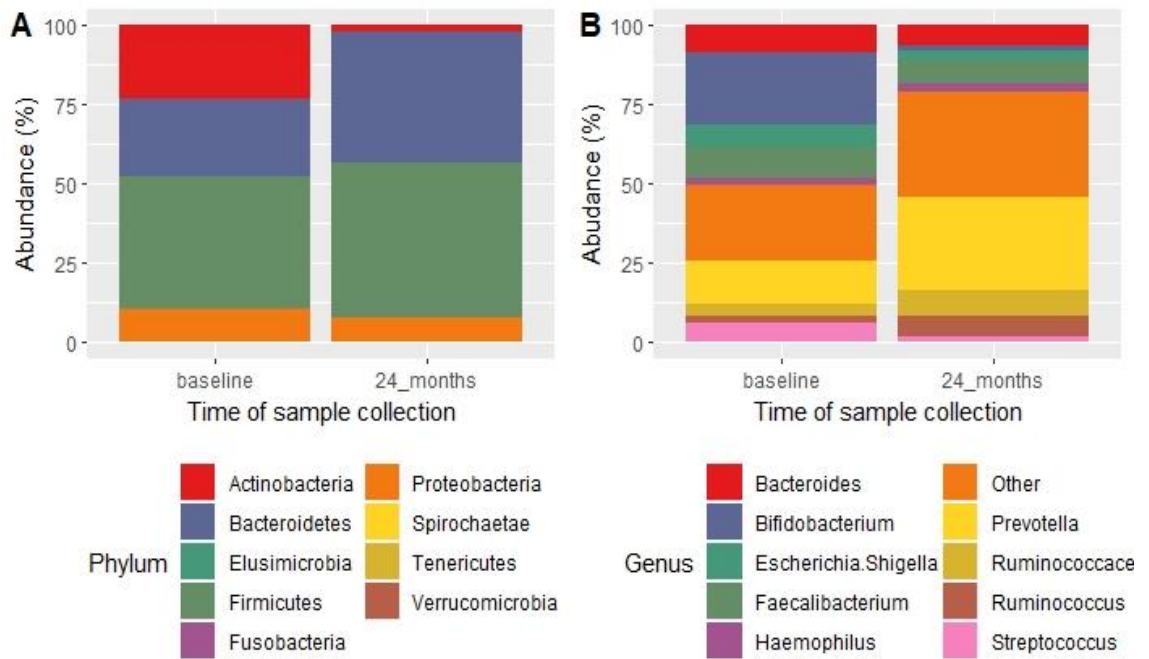 A
B
100
75
50
25
0
Abundance (%)
baseline
24_months
Time of sample collection
100
75
50
25
0
Abudance (%)
baseline
24_months
Time of sample collection
Phylum
Actinobacteria
Bacteroidetes
Elusimicrobia
Firmicutes
Fusobacteria
Proteobacteria
Spirochaetae
Tenericutes
Verrucomicrobia
Genus
Bacteroides
Bifidobacterium
Escherichia.Shigella
Faecalibacterium
Haemophilus
Other
Prevotella
Ruminococcace
Ruminococcus
Streptococcus